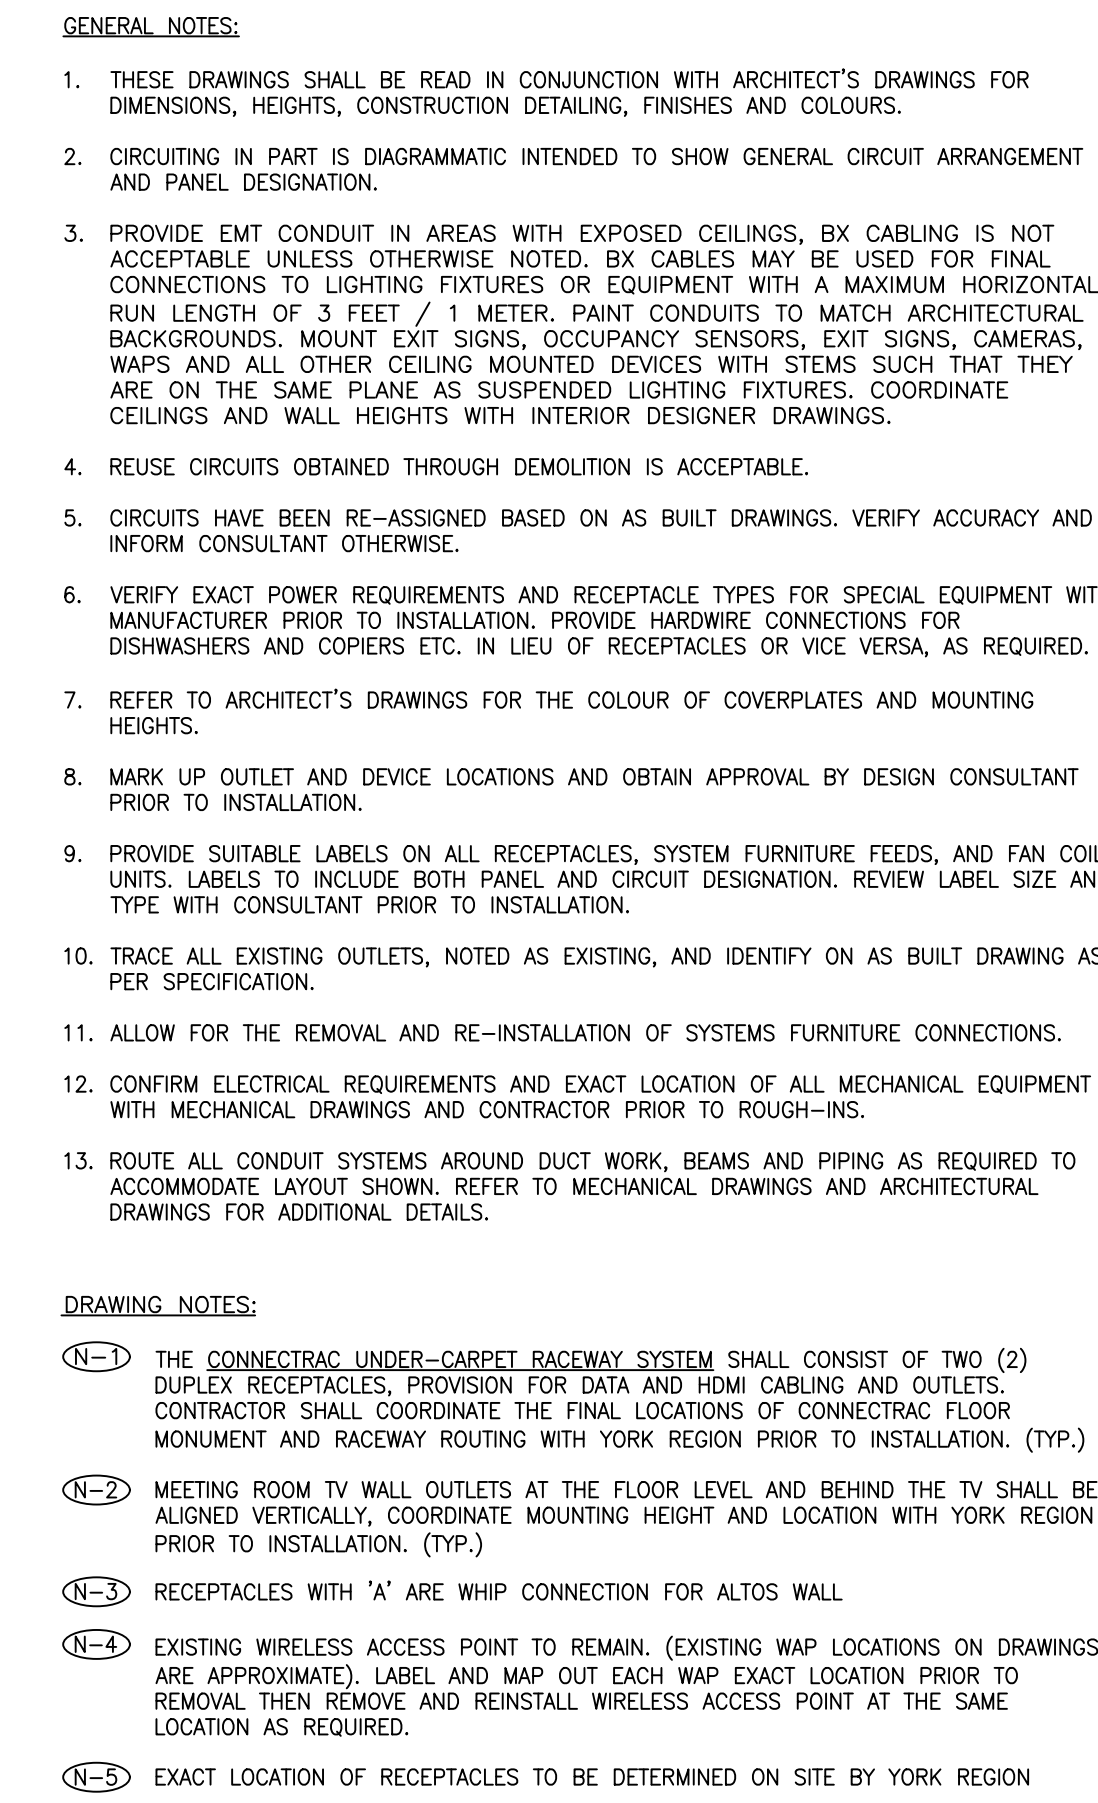 GENERAL NOTES:
1. THESE DRAWINGS SHALL BE READ IN CONJUNCTION WITH ARCHITECT'S DRAWINGS FOR
DIMENSIONS, HEIGHTS, CONSTRUCTION DETAILING, FINISHES AND COLOURS.
2. CIRCUITING IN PART IS DIAGRAMMATIC INTENDED TO SHOW GENERAL CIRCUIT ARRANGEMENT
AND PANEL DESIGNATION.
3. PROVIDE EMT CONDUIT IN AREAS WITH EXPOSED CEILINGS, BX CABLING IS NOT
ACCEPTABLE UNLESS OTHERWISE NOTED. BX CABLES MAY BE USED FOR FINAL
CONNECTIONS TO LIGHTING FIXTURES OR EQUIPMENT WITH A MAXIMUM HORIZONTAL
RUN LENGTH OF 3 FEET / 1 METER. PAINT CONDUITS TO MATCH ARCHITECTURAL
BACKGROUNDS. MOUNT EXIT SIGNS, OCCUPANCY SENSORS, EXIT SIGNS, CAMERAS,
WAPS AND ALL OTHER CEILING MOUNTED DEVICES WITH STEMS SUCH THAT THEY
ARE ON THE SAME PLANE AS SUSPENDED LIGHTING FIXTURES. COORDINATE
CEILINGS AND WALL HEIGHTS WITH INTERIOR DESIGNER DRAWINGS.
4. REUSE CIRCUITS OBTAINED THROUGH DEMOLITION IS ACCEPTABLE.
5. CIRCUITS HAVE BEEN RE-ASSIGNED BASED ON AS BUILT DRAWINGS. VERIFY ACCURACY AND
INFORM CONSULTANT OTHERWISE.
6. VERIFY EXACT POWER REQUIREMENTS AND RECEPTACLE TYPES FOR SPECIAL EQUIPMENT WIT
MANUFACTURER PRIOR TO INSTALLATION. PROVIDE HARDWIRE CONNECTIONS FOR
DISHWASHERS AND COPIERS ETC. IN LIEU OF RECEPTACLES OR VICE VERSA, AS REQUIRED.
7. REFER TO ARCHITECT'S DRAWINGS FOR THE COLOUR OF COVERPLATES AND MOUNTING
HEIGHTS.
8. MARK UP OUTLET AND DEVICE LOCATIONS AND OBTAIN APPROVAL BY DESIGN CONSULTANT
PRIOR TO INSTALLATION.
9. PROVIDE SUITABLE LABELS ON ALL RECEPTACLES, SYSTEM FURNITURE FEEDS, AND FAN COIL
UNITS. LABELS TO INCLUDE BOTH PANEL AND CIRCUIT DESIGNATION. REVIEW LABEL SIZE AN
TYPE WITH CONSULTANT PRIOR TO INSTALLATION.
10. TRACE ALL EXISTING OUTLETS, NOTED AS EXISTING, AND IDENTIFY ON AS BUILT DRAWING AS
PER SPECIFICATION.
11. ALLOW FOR THE REMOVAL AND RE-INSTALLATION OF SYSTEMS FURNITURE CONNECTIONS.
12. CONFIRM ELECTRICAL REQUIREMENTS AND EXACT LOCATION OF ALL MECHANICAL EQUIPMENT
WITH MECHANICAL DRAWINGS AND CONTRACTOR PRIOR TO ROUGH-INS.
13. ROUTE ALL CONDUIT SYSTEMS AROUND DUCT WORK, BEAMS AND PIPING AS REQUIRED TO
ACCOMMODATE LAYOUT SHOWN. REFER TO MECHANICAL DRAWINGS AND ARCHITECTURAL
DRAWINGS FOR ADDITIONAL DETAILS.
DRAWING NOTES:
N-1 THE CONNECTRAC UNDER-CARPET RACEWAY SYSTEM SHALL CONSIST OF TWO (2)
DUPLEX RECEPTACLES, PROVISION FOR DATA AND HDMI CABLING AND OUTLETS.
CONTRACTOR SHALL COORDINATE THE FINAL LOCATIONS OF CONNECTRAC FLOOR
MONUMENT AND RACEWAY ROUTING WITH YORK REGION PRIOR TO INSTALLATION. (TYP.)
N-2 MEETING ROOM TV WALL OUTLETS AT THE FLOOR LEVEL AND BEHIND THE TV SHALL BE
ALIGNED VERTICALLY, COORDINATE MOUNTING HEIGHT AND LOCATION WITH YORK REGION
PRIOR TO INSTALLATION. (TYP.)
N-3 RECEPTACLES WITH 'A' ARE WHIP CONNECTION FOR ALTOS WALL
N-4 EXISTING WIRELESS ACCESS POINT TO REMAIN. (EXISTING WAP LOCATIONS ON DRAWINGS
ARE APPROXIMATE). LABEL AND MAP OUT EACH WAP EXACT LOCATION PRIOR TO
REMOVAL THEN REMOVE AND REINSTALL WIRELESS ACCESS POINT AT THE SAME
LOCATION AS REQUIRED.
N-5 EXACT LOCATION OF RECEPTACLES TO BE DETERMINED ON SITE BY YORK REGION